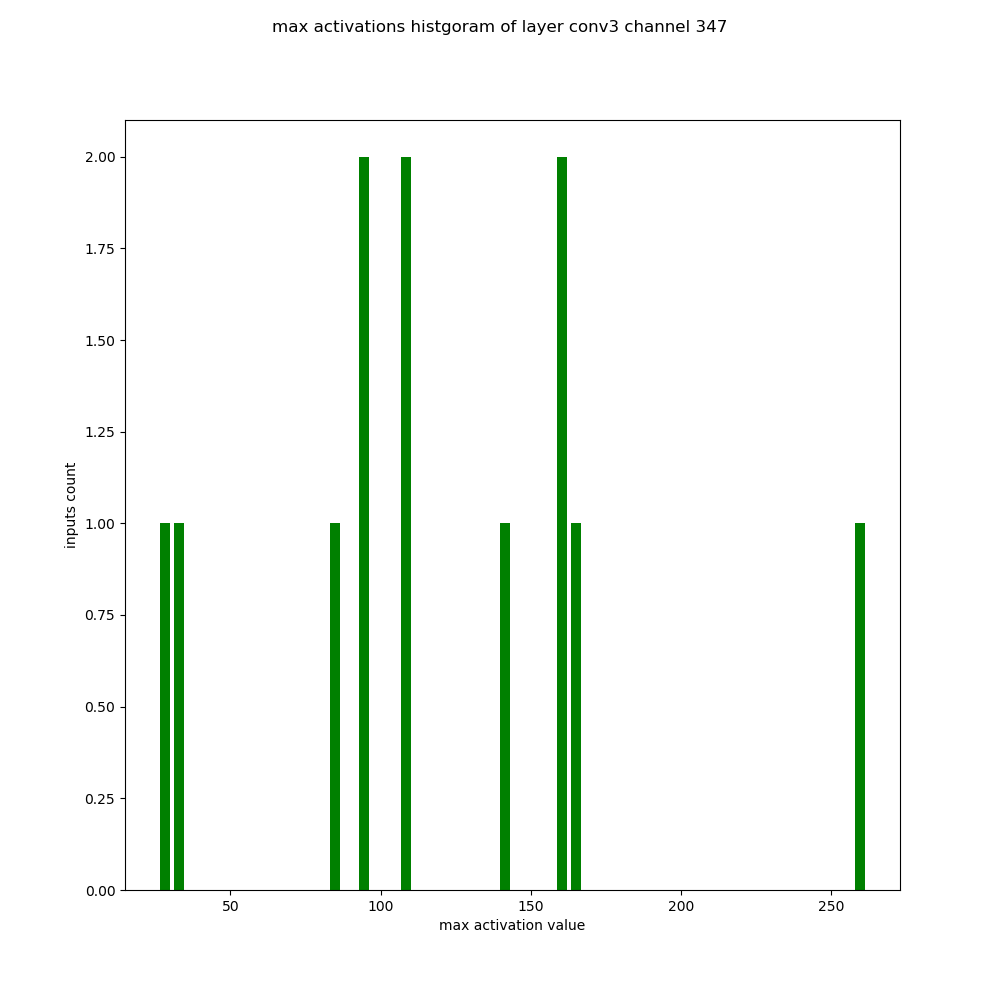 max activations histgoram of layer conv3 channel 347
2.00
1.75
1.50
1.25
1.00
0.75
0.50
0.25
0.00
inputs count
50 100 150 200 250
max activation value